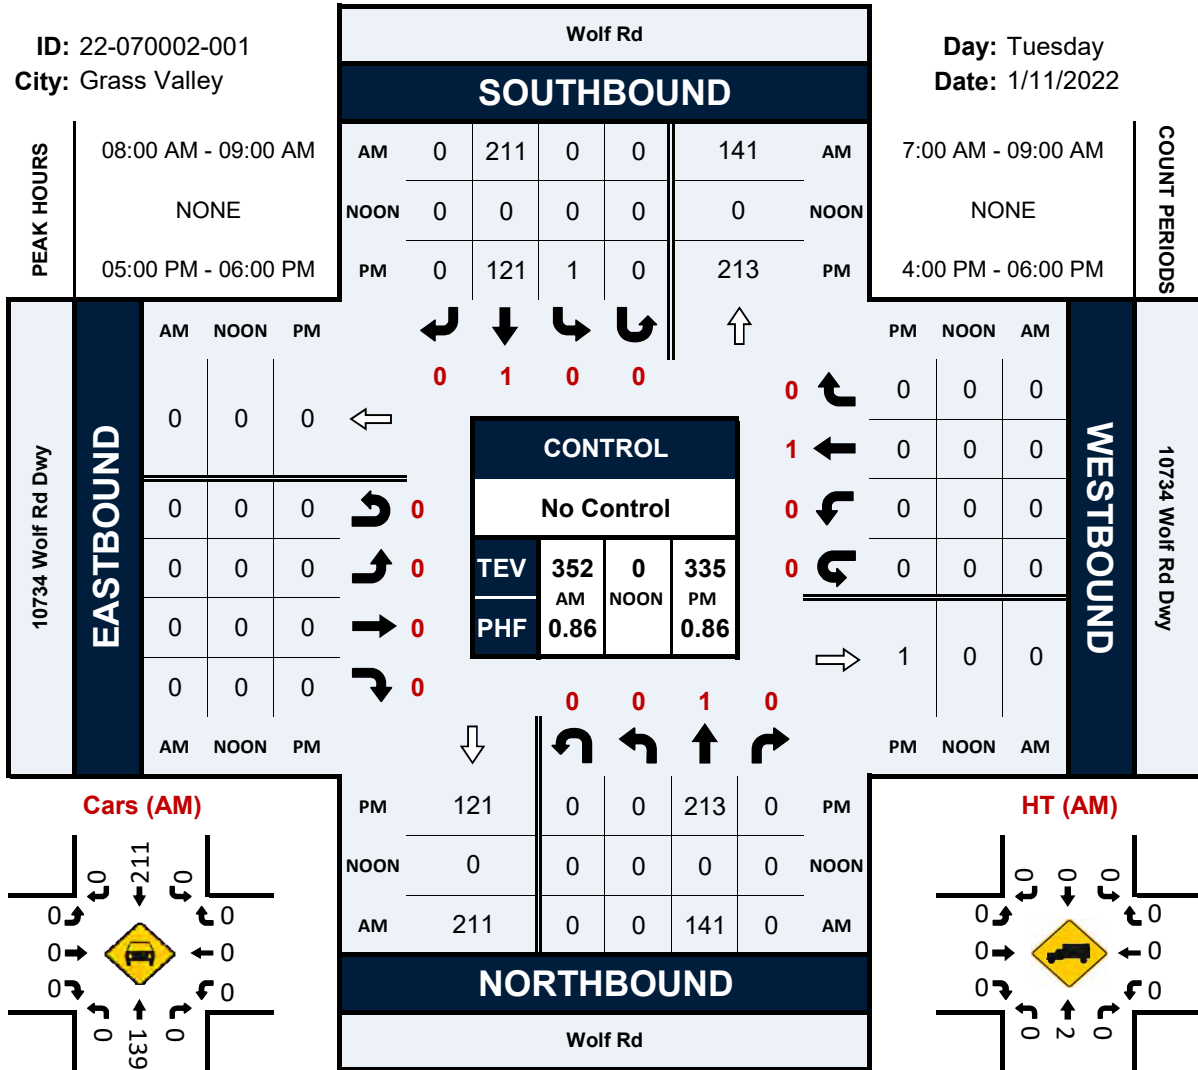 ID: 22-070002-001
City: Grass Valley
Wolf Rd
SOUTHBOUND
Day: Tuesday
Date: 1/11/2022
PEAK HOURS
08:00 AM - 09:00 AM
NONE
05:00 PM - 06:00 PM
AM 0 211 0 0 141 AM
NOON 0 0 0 0 0 NOON
PM 0 121 1 0 213 PM
7:00 AM - 09:00 AM
NONE
4:00 PM - 06:00 PM
COUNT PERIODS
0 1 0 0
10734 Wolf Rd Dwy
EASTBOUND
AM NOON PM
0 0 0
0 0 0 0
0 0 0 0
0 0 0 0
0 0 0 0
AM NOON PM
CONTROL
No Control
TEV 352 0 335
AM NOON PM
PHF 0.86 0.86
PM NOON AM
0 0 0 0
1 0 0 0
0 0 0 0
0 0 0 0
1 0 0
PM NOON AM
WESTBOUND
10734 Wolf Rd Dwy
0 0 1 0
PM 121 0 0 213 0 PM
NOON 0 0 0 0 0 NOON
AM 211 0 0 141 0 AM
NORTHBOUND
Wolf Rd
Cars (AM)
0 211 0
0 0
0 0
0 0
0 139 0
HT (AM)
0 0 0
0 0
0 0
0 0
0 2 0